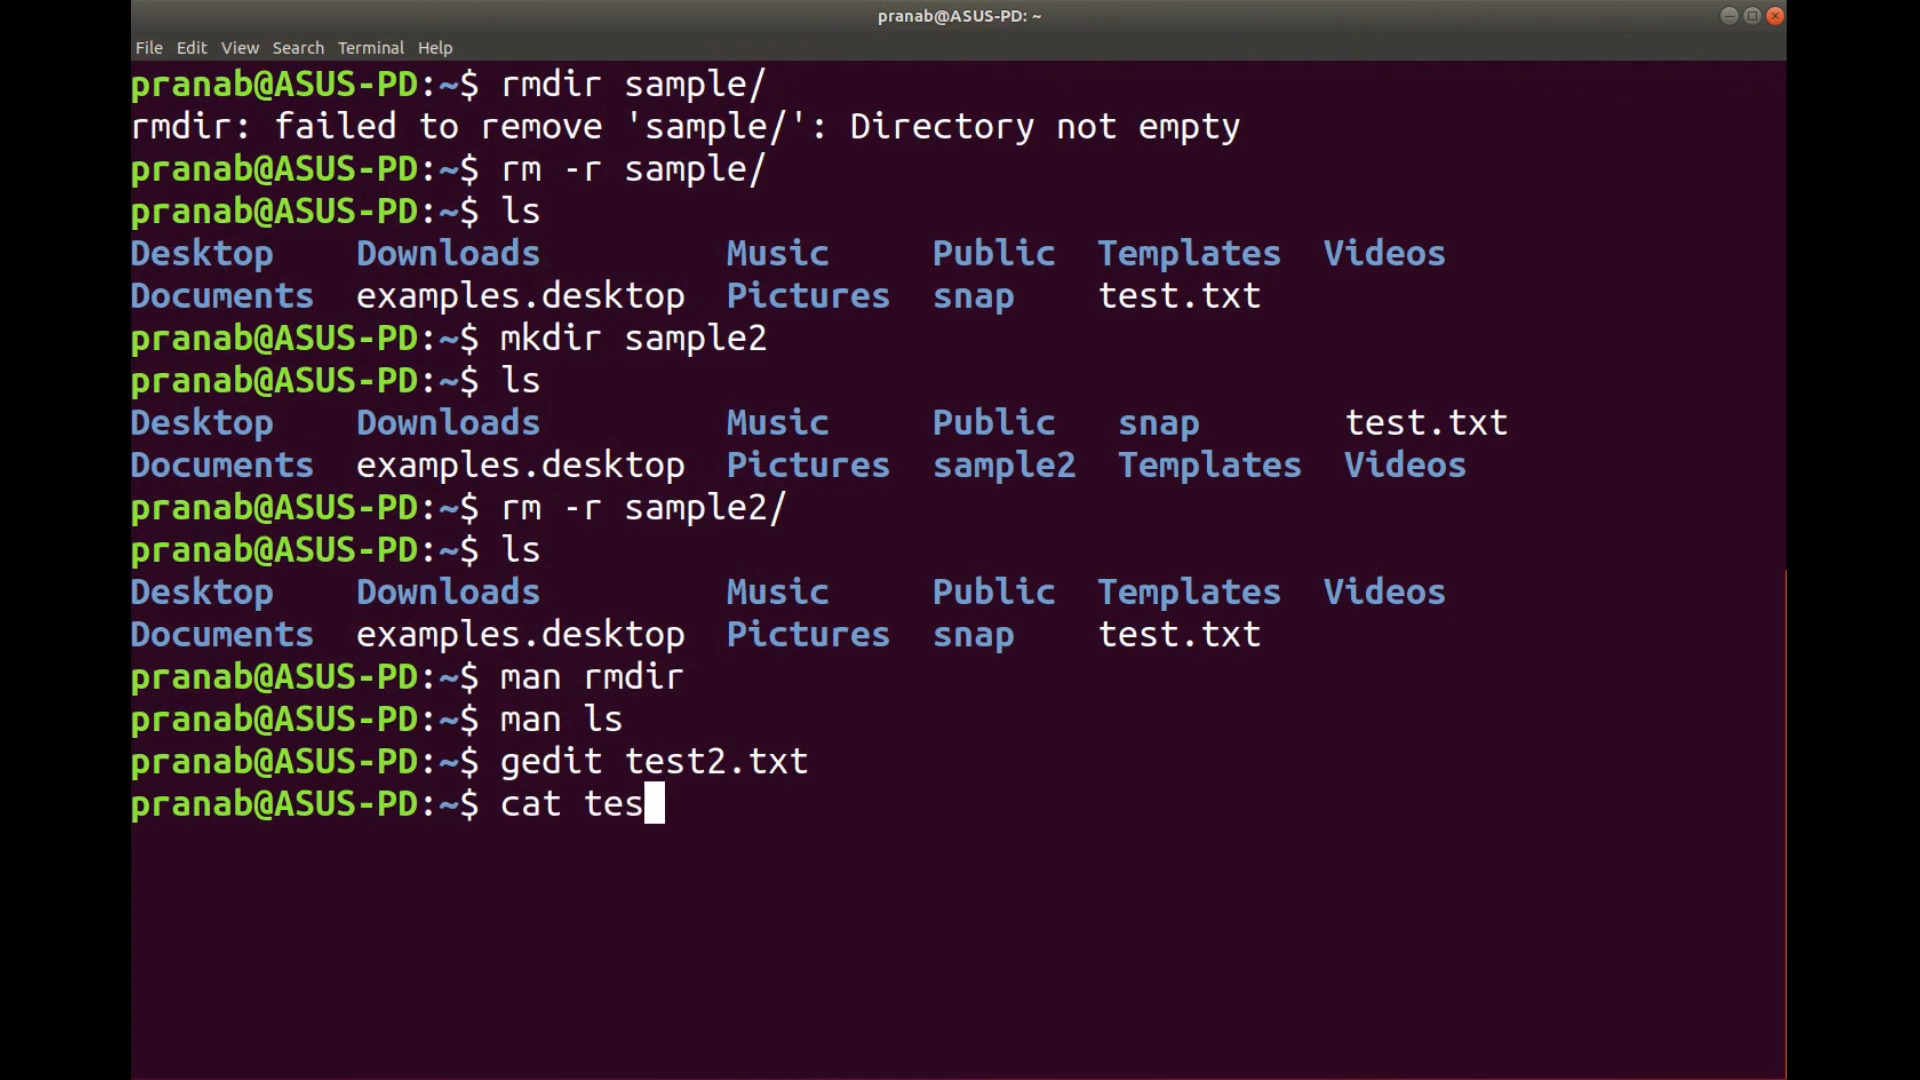 pranab@ASUS-PD: ~
File Edit View Search Terminal Help
pranab@ASUS-PD:~$ rmdir sample/
rmdir: failed to remove 'sample/': Directory not empty
pranab@ASUS-PD:~$ rm -r sample/
pranab@ASUS-PD:~$ ls
Desktop Downloads Music Public Templates Videos
Documents examples.desktop Pictures snap test.txt
pranab@ASUS-PD:~$ mkdir sample2
pranab@ASUS-PD:~$ ls
Desktop Downloads Music Public snap test.txt
Documents examples.desktop Pictures sample2 Templates Videos
pranab@ASUS-PD:~$ rm -r sample2/
pranab@ASUS-PD:~$ ls
Desktop Downloads Music Public Templates Videos
Documents examples.desktop Pictures snap test.txt
pranab@ASUS-PD:~$ man rmdir
pranab@ASUS-PD:~$ man ls
pranab@ASUS-PD:~$ gedit test2.txt
pranab@ASUS-PD:~$ cat tes